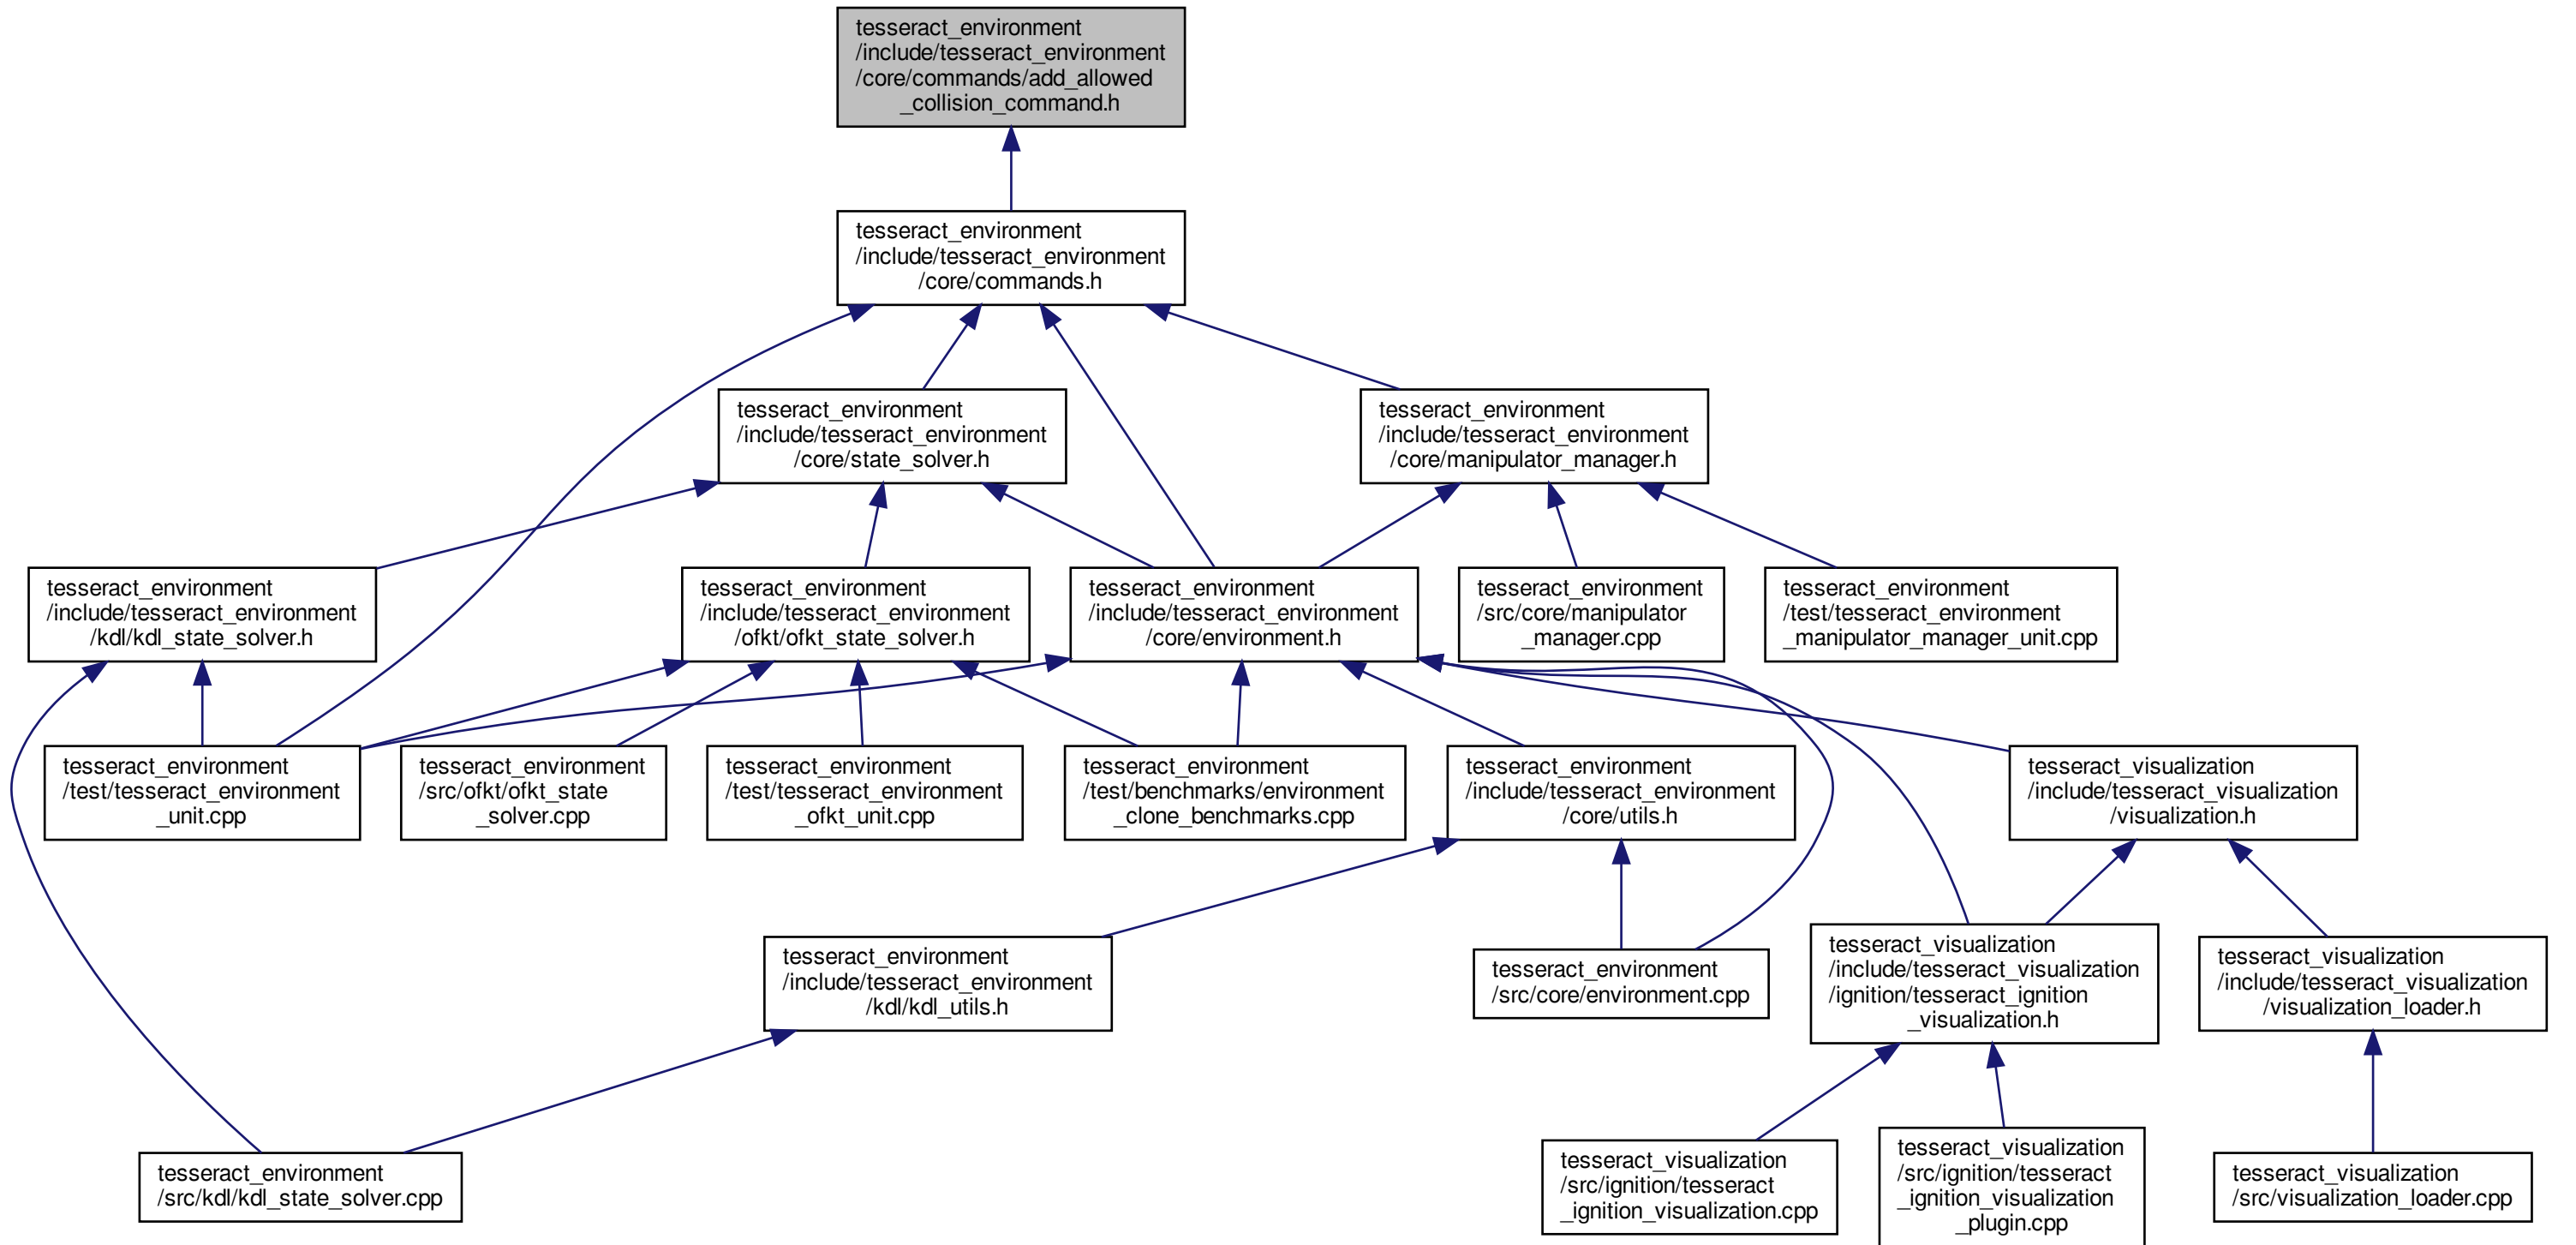 tesseract_environment
/include/tesseract_environment
/core/commands/add_allowed
_collision_command.h
tesseract_environment
/include/tesseract_environment
/core/commands.h
tesseract_environment
/include/tesseract_environment
/core/state_solver.h
tesseract_environment
/include/tesseract_environment
/core/manipulator_manager.h
tesseract_environment
/include/tesseract_environment
/kdl/kdl_state_solver.h
tesseract_environment
/include/tesseract_environment
/ofkt/ofkt_state_solver.h
tesseract_environment
/include/tesseract_environment
/core/environment.h
tesseract_environment
/src/core/manipulator
_manager.cpp
tesseract_environment
/test/tesseract_environment
_manipulator_manager_unit.cpp
tesseract_environment
/test/tesseract_environment
_unit.cpp
tesseract_environment
/src/ofkt/ofkt_state
_solver.cpp
tesseract_environment
/test/tesseract_environment
_ofkt_unit.cpp
tesseract_environment
/test/benchmarks/environment
_clone_benchmarks.cpp
tesseract_environment
/include/tesseract_environment
/core/utils.h
tesseract_visualization
/include/tesseract_visualization
/visualization.h
tesseract_environment
/include/tesseract_environment
/kdl/kdl_utils.h
tesseract_environment
/src/core/environment.cpp
tesseract_visualization
/include/tesseract_visualization
/ignition/tesseract_ignition
_visualization.h
tesseract_visualization
/include/tesseract_visualization
/visualization_loader.h
tesseract_environment
/src/kdl/kdl_state_solver.cpp
tesseract_visualization
/src/ignition/tesseract
_ignition_visualization.cpp
tesseract_visualization
/src/ignition/tesseract
_ignition_visualization
_plugin.cpp
tesseract_visualization
/src/visualization_loader.cpp